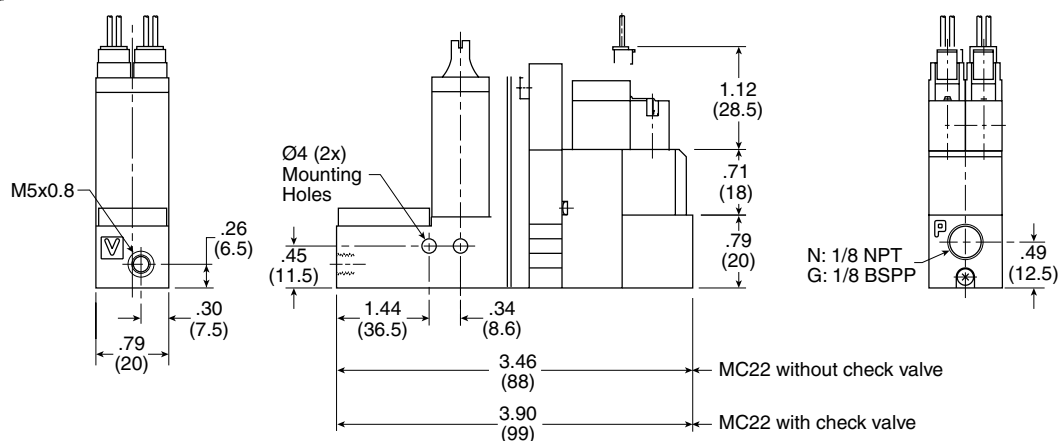 M5x0.8
V
.26
(6.5)
.30
(7.5)
.79
(20)
Ø4 (2x)
Mounting
Holes
.45
(11.5)
1.44
(36.5)
.34
(8.6)
3.46
(88)
MC22 without check valve
3.90
(99)
MC22 with check valve
1.12
(28.5)
.71
(18)
.79
(20)
P
N: 1/8 NPT
G: 1/8 BSPP
.49
(12.5)